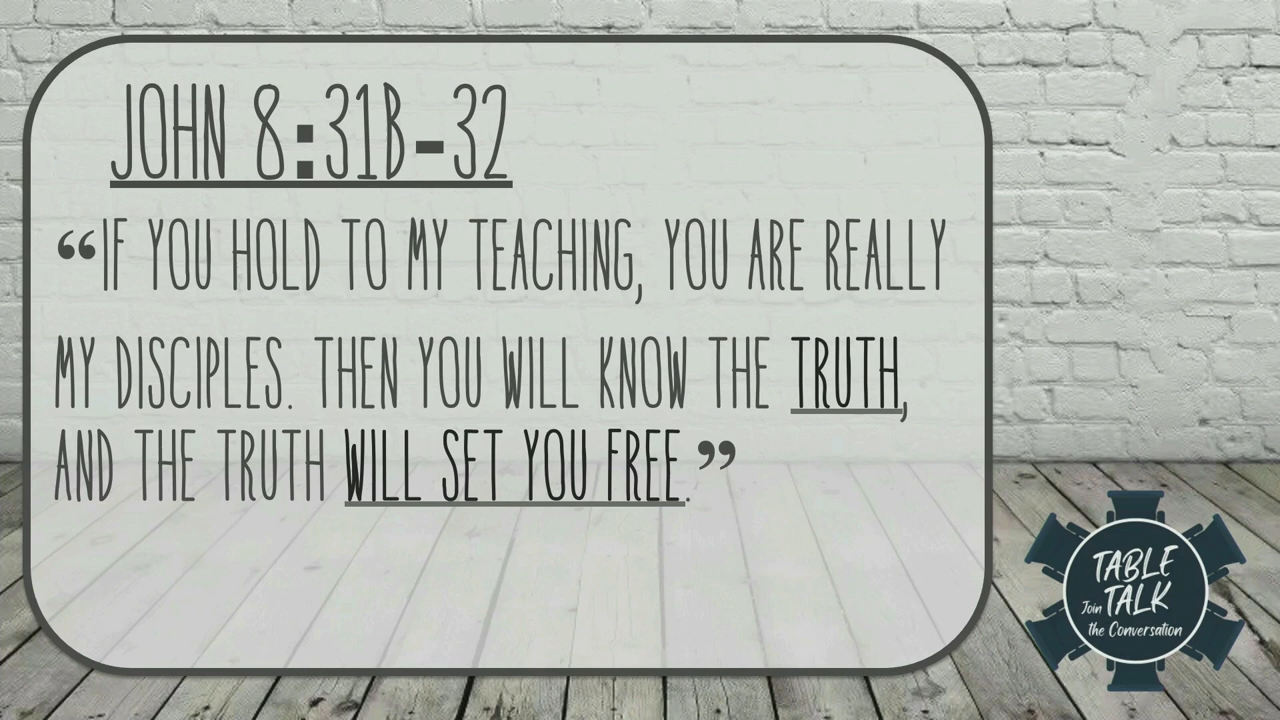 JOHN 8:31B-32
“IF YOU HOLD TO MY TEACHING, YOU ARE REALLY
MY DISCIPLES. THEN YOU WILL KNOW THE TRUTH,
AND THE TRUTH WILL SET YOU FREE.”
TABLE
Join TALK
the Conversation